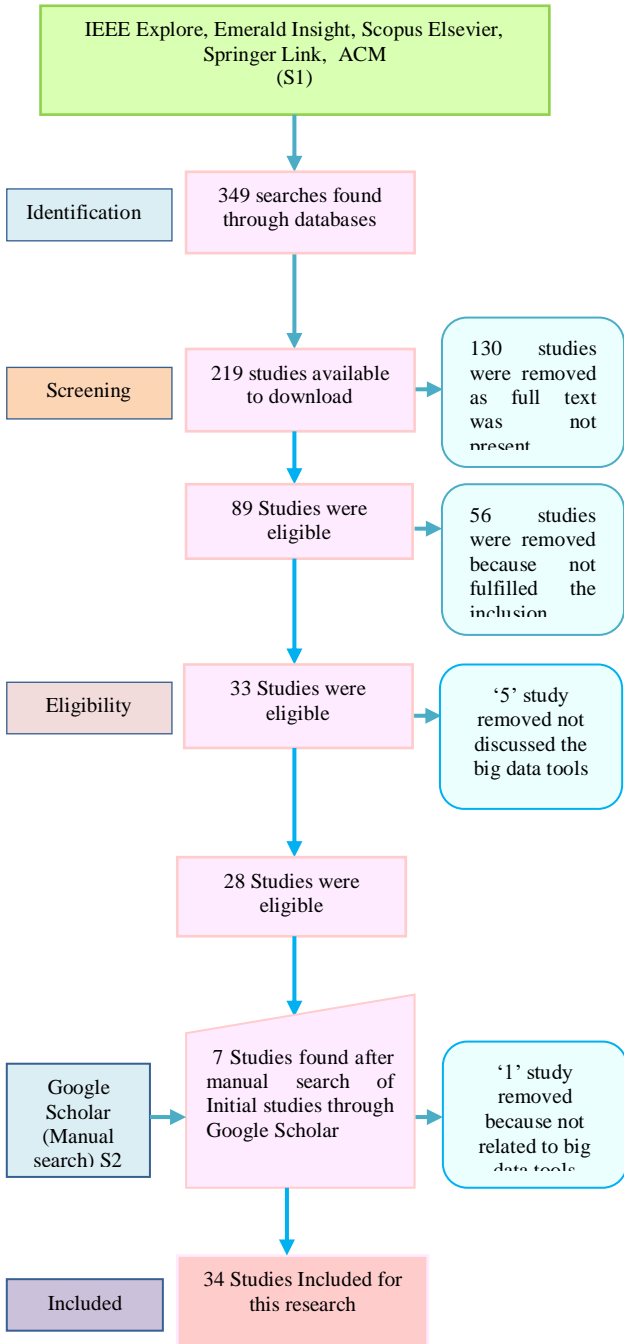 IEEE Explore, Emerald Insight, Scopus Elsevier,
Springer Link, ACM
(S1)
Identification
349 searches found
through databases
Screening
219 studies available
to download
130 studies
were removed
as full text
was not
present
89 Studies were
eligible
56 studies
were removed
because not
fulfilled the
inclusion
Eligibility
33 Studies were
eligible
‘5’ study
removed not
discussed the
big data tools
28 Studies were
eligible
Google
Scholar
(Manual
search) S2
7 Studies found after
manual search of
Initial studies through
Google Scholar
‘1’ study
removed
because not
related to big
data tools
Included
34 Studies Included for
this research